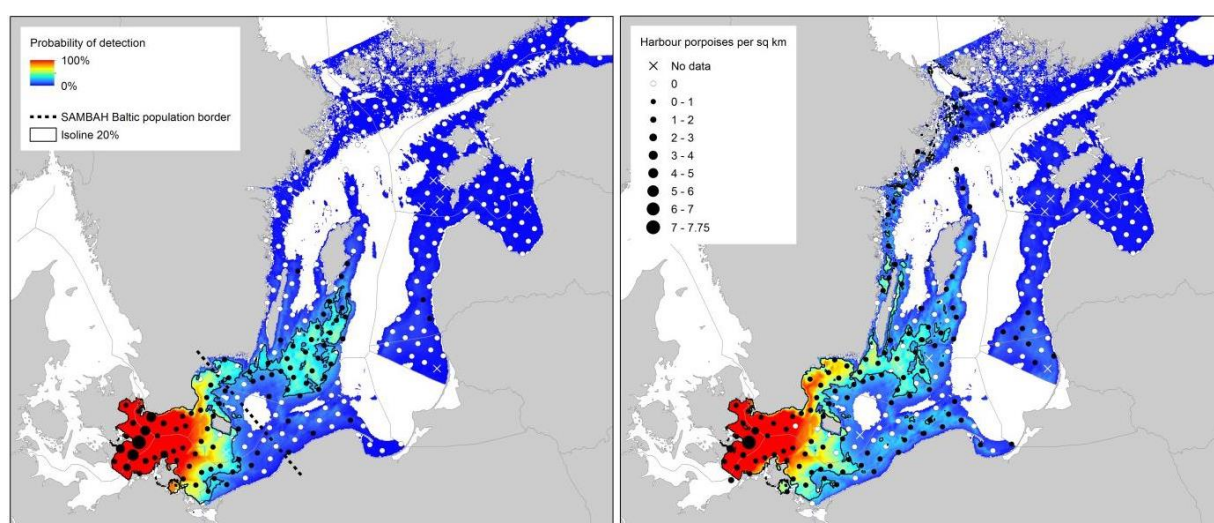 Probability of detection
100%
0%
SAMBAH Baltic population border
Isoline 20%
Harbour porpoises per sq km
No data
0
0 - 1
1 - 2
2 - 3
3 - 4
4 - 5
5 - 6
6 - 7
7 - 7.75